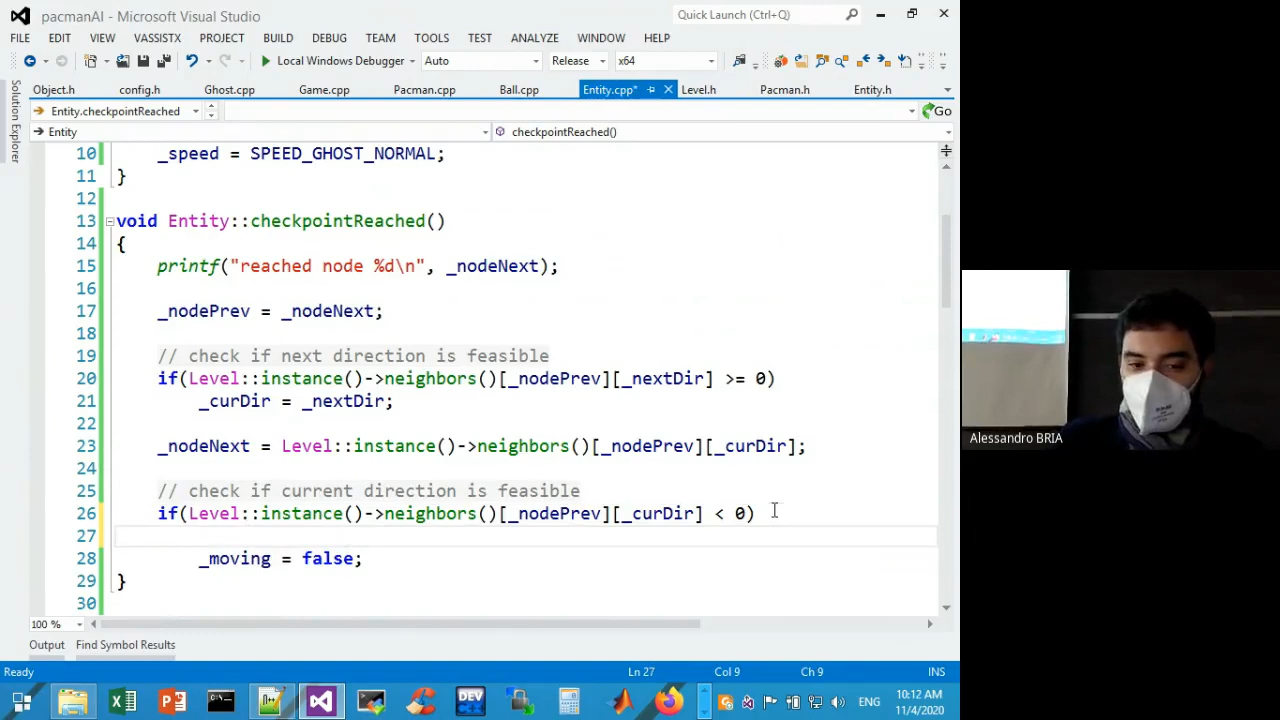 pacmanAI - Microsoft Visual Studio
Quick Launch (Ctrl+Q)
FILE EDIT VIEW VASSISTX PROJECT BUILD DEBUG TEAM TOOLS TEST ANALYZE WINDOW HELP
Local Windows Debugger Auto Release x64
Object.h config.h Ghost.cpp Game.cpp Pacman.cpp Ball.cpp Entity.cpp* Level.h Pacman.h Entity.h
Entity.checkpointReached Go
Entity checkpointReached()
10 _speed = SPEED_GHOST_NORMAL;
11 }
12
13 void Entity::checkpointReached()
14 {
15 printf("reached node %d\n", _nodeNext);
16
17 _nodePrev = _nodeNext;
18
19 // check if next direction is feasible
20 if(Level::instance()->neighbors()[_nodePrev][_nextDir] >= 0)
21 _curDir = _nextDir;
22
23 _nodeNext = Level::instance()->neighbors()[_nodePrev][_curDir];
24
25 // check if current direction is feasible
26 if(Level::instance()->neighbors()[_nodePrev][_curDir] < 0)
27
28 _moving = false;
29 }
30
Solution Explorer
100 %
Output Find Symbol Results
Ready Ln 27 Col 9 Ch 9 INS
ENG
10:12 AM
11/4/2020
DEV
Alessandro BRIA